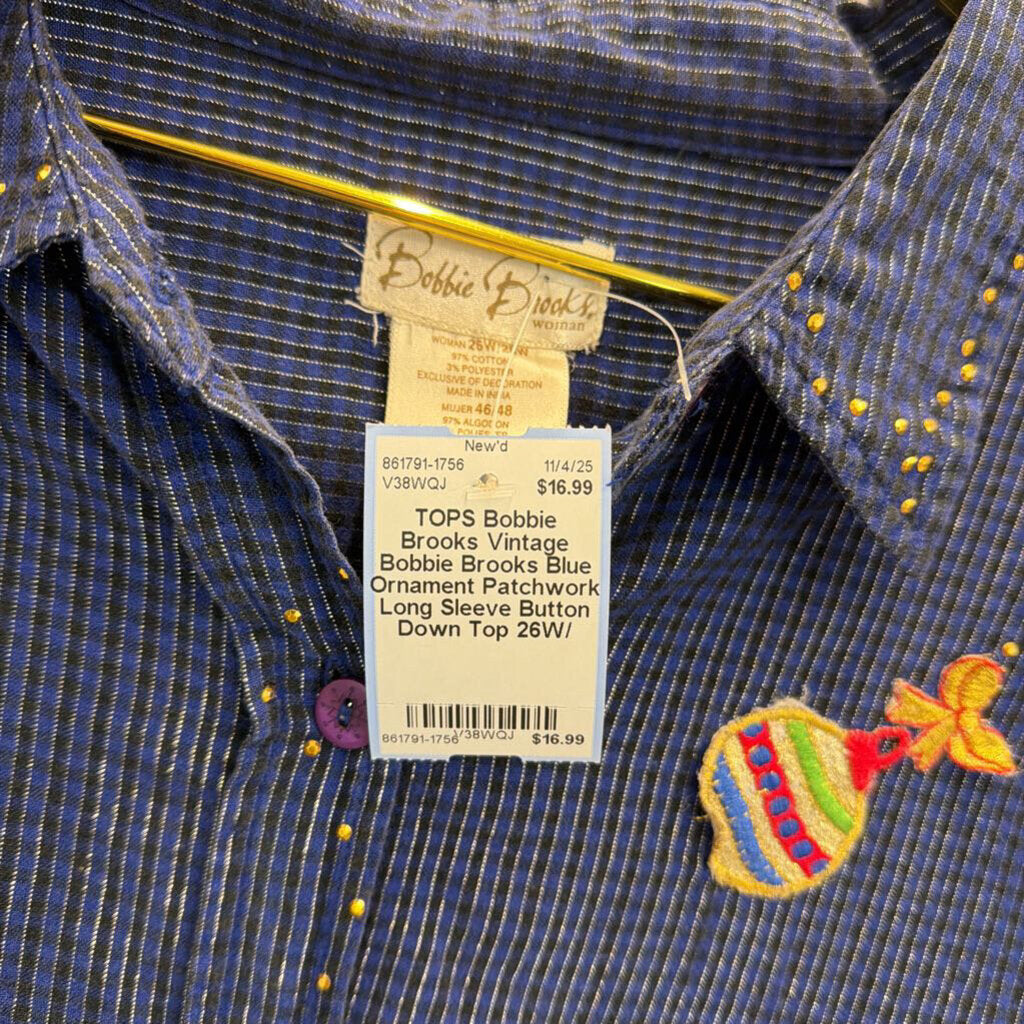 Bobbie Brooks.
woman
WOMAN 26W/28W
97% COTTON
3% POLYESTER
EXCLUSIVE OF DECORATION
MADE IN INDIA
MUJER 46/48
97% ALGODON
New'd
861791-1756 11/4/25
V38WQJ $16.99
TOPS Bobbie
Brooks Vintage
Bobbie Brooks Blue
Ornament Patchwork
Long Sleeve Button
Down Top 26W/
861791-1756 V38WQJ $16.99